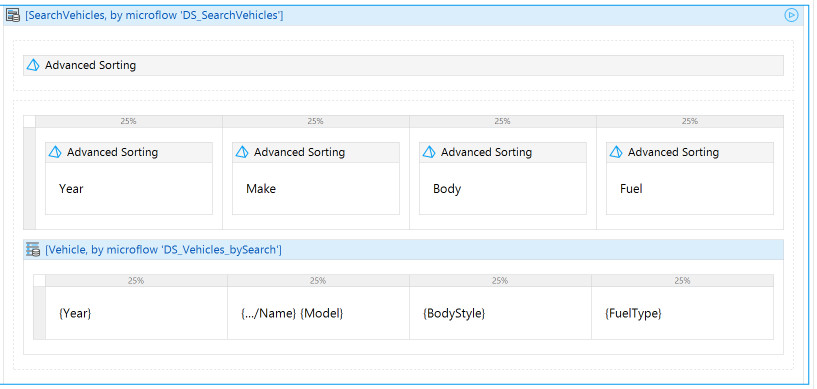 [SearchVehicles, by microflow 'DS_SearchVehicles']
Advanced Sorting
25% 25% 25% 25%
Advanced Sorting Advanced Sorting Advanced Sorting Advanced Sorting
Year Make Body Fuel
[Vehicle, by microflow 'DS_Vehicles_bySearch']
25% 25% 25% 25%
{Year} {.../Name} {Model} {BodyStyle} {FuelType}